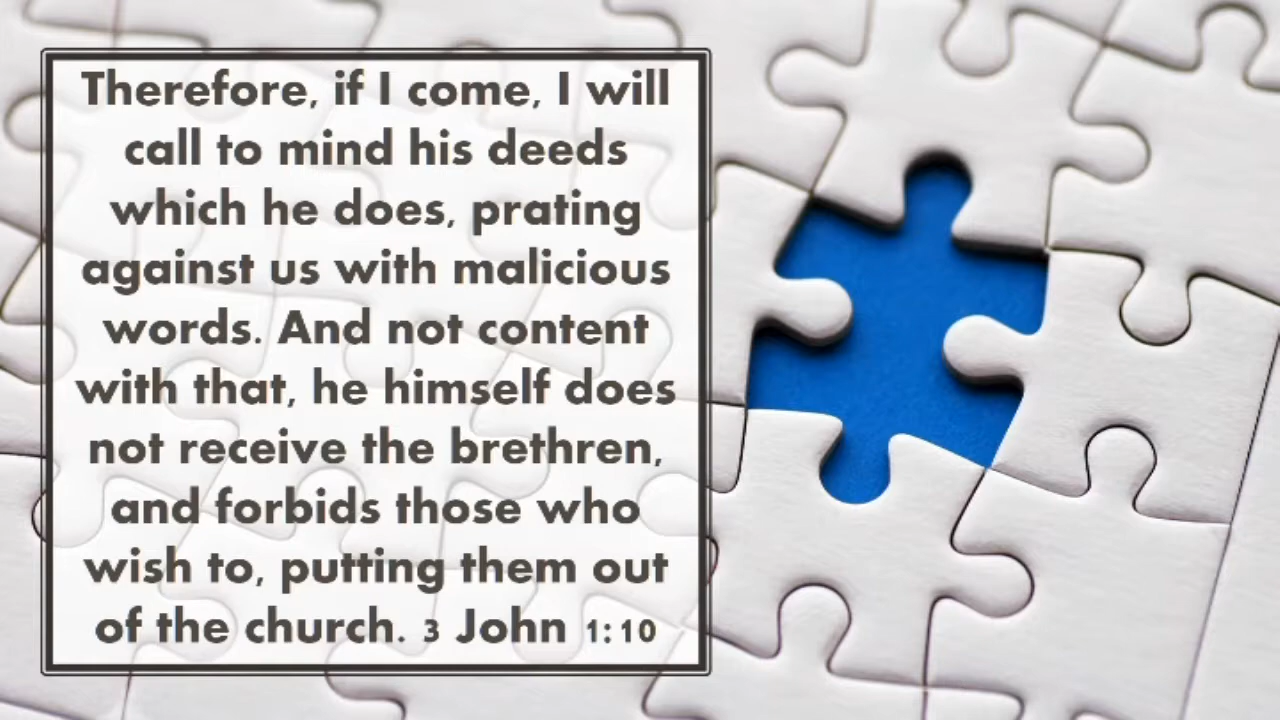 Therefore, if I come, I will
call to mind his deeds
which he does, prating
against us with malicious
words. And not content
with that, he himself does
not receive the brethren,
and forbids those who
wish to, putting them out
of the church. 3 John 1:10